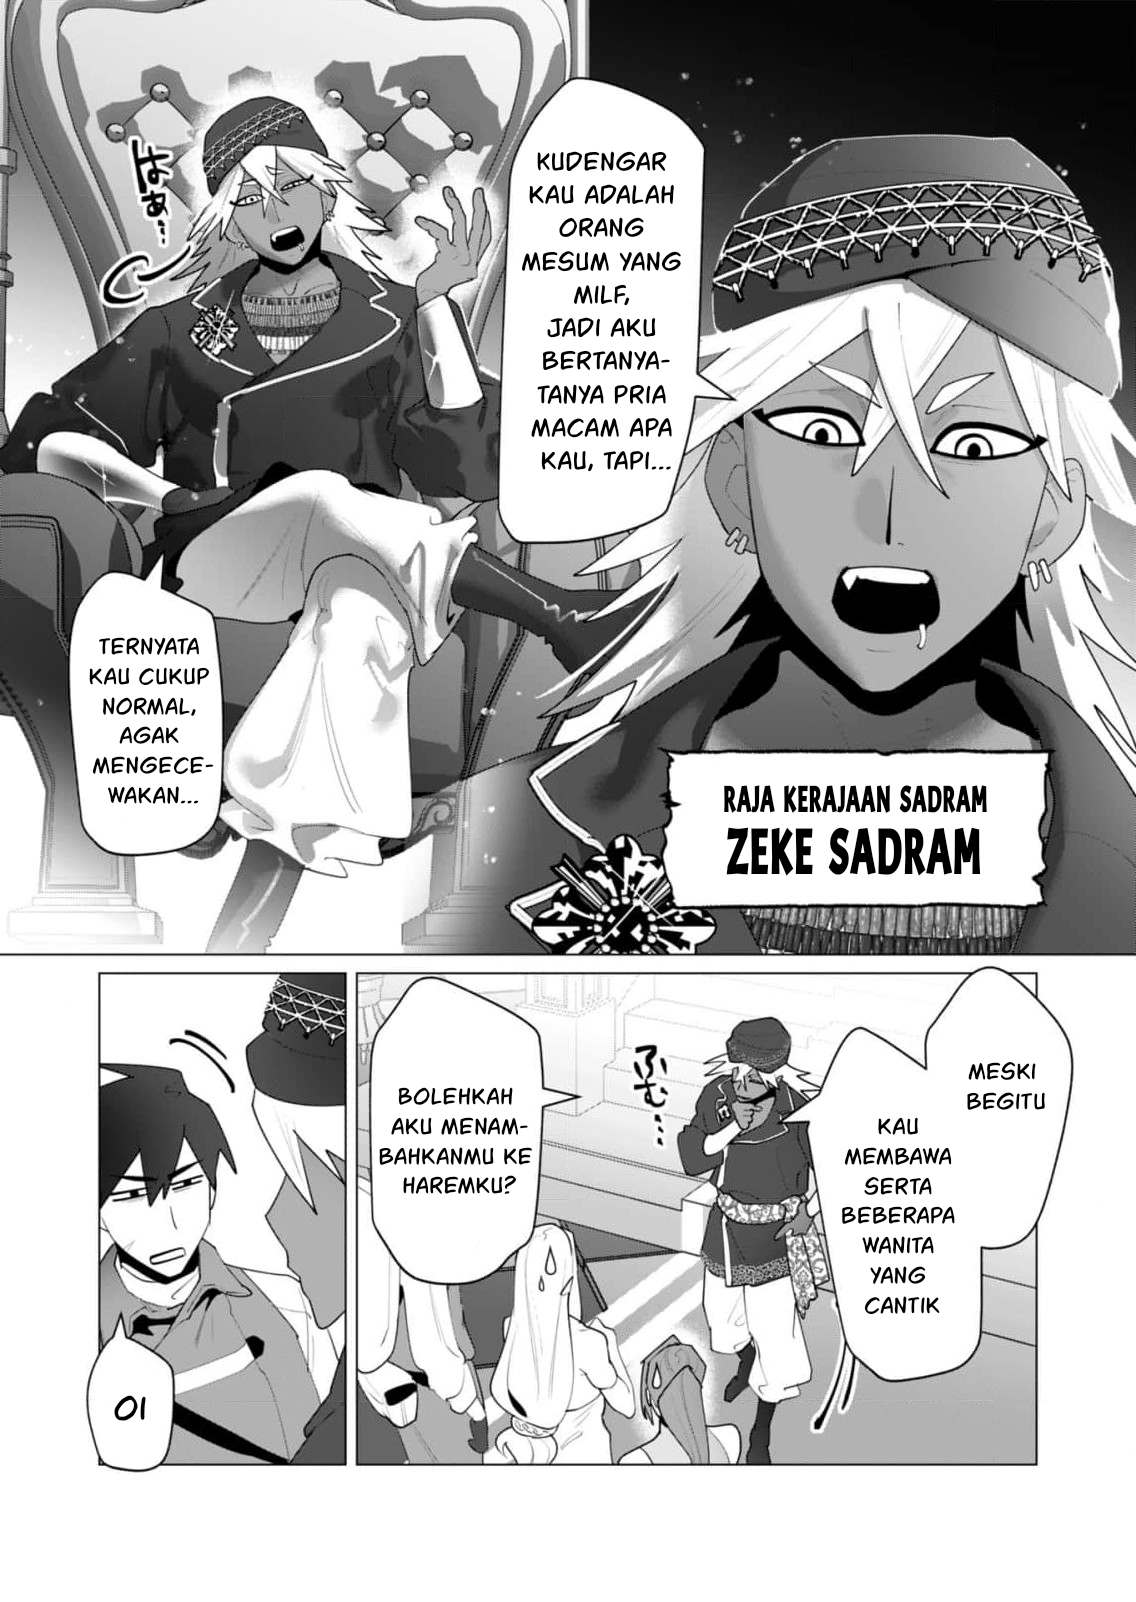 KUDENGAR
KAU ADALAH
ORANG
MESUM YANG
MILF,
JADI AKU
BERTANYA-
TANYA PRIA
MACAM APA
KAU, TAPI...
はぁ…
TERNYATA
KAU CUKUP
NORMAL,
AGAK
MENGECE-
WAKAN...
RAJA KERAJAAN SADRAM
ZEKE SADRAM
MESKI
BEGITU
KAU
MEMBAWA
SERTA
BEBERAPA
WANITA
YANG
CANTIK
ふむ…
BOLEHKAH
AKU MENAM-
BAHKANMU KE
HAREMKU?
OI